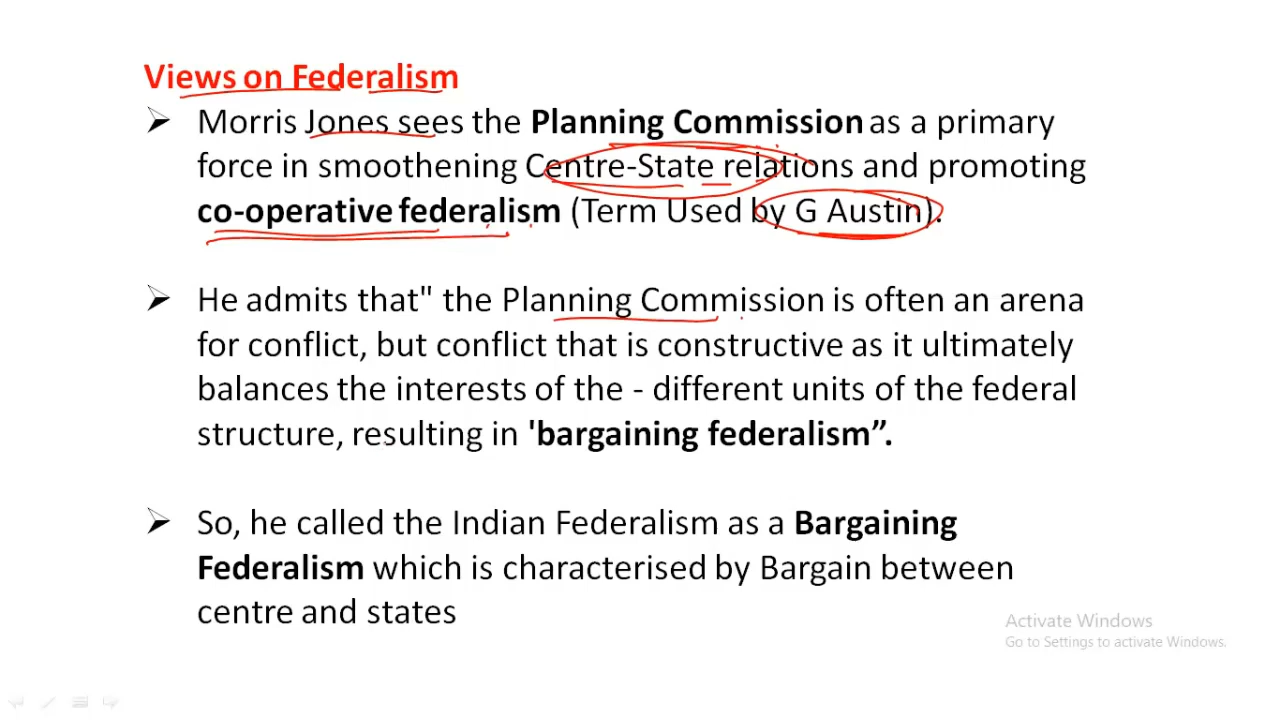 Views on Federalism
➢ Morris Jones sees the Planning Commission as a primary
force in smoothening Centre-State relations and promoting
co-operative federalism (Term Used by G Austin).
➢ He admits that" the Planning Commission is often an arena
for conflict, but conflict that is constructive as it ultimately
balances the interests of the - different units of the federal
structure, resulting in 'bargaining federalism”.
➢ So, he called the Indian Federalism as a Bargaining
Federalism which is characterised by Bargain between
centre and states
Activate Windows
Go to Settings to activate Windows.